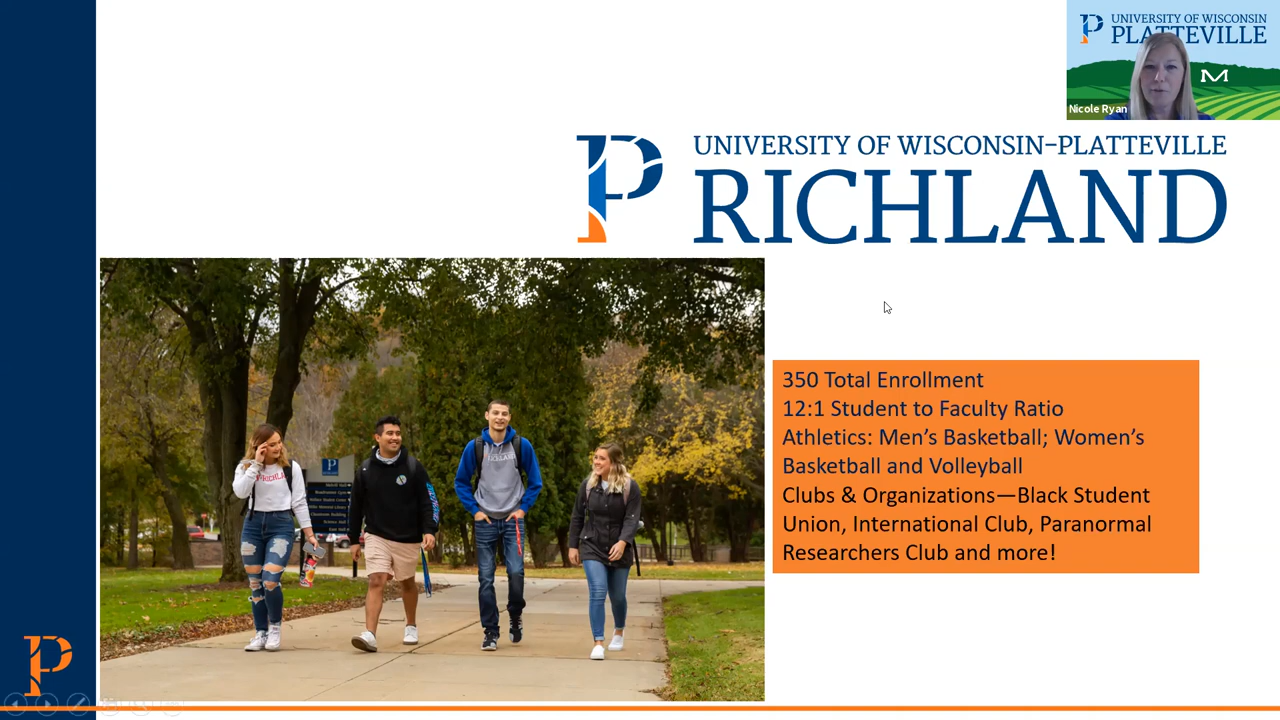 UNIVERSITY OF WISCONSIN
PLATTEVILLE
Nicole Ryan
UNIVERSITY OF WISCONSIN–PLATTEVILLE
RICHLAND
350 Total Enrollment
12:1 Student to Faculty Ratio
Athletics: Men’s Basketball; Women’s
Basketball and Volleyball
Clubs & Organizations—Black Student
Union, International Club, Paranormal
Researchers Club and more!